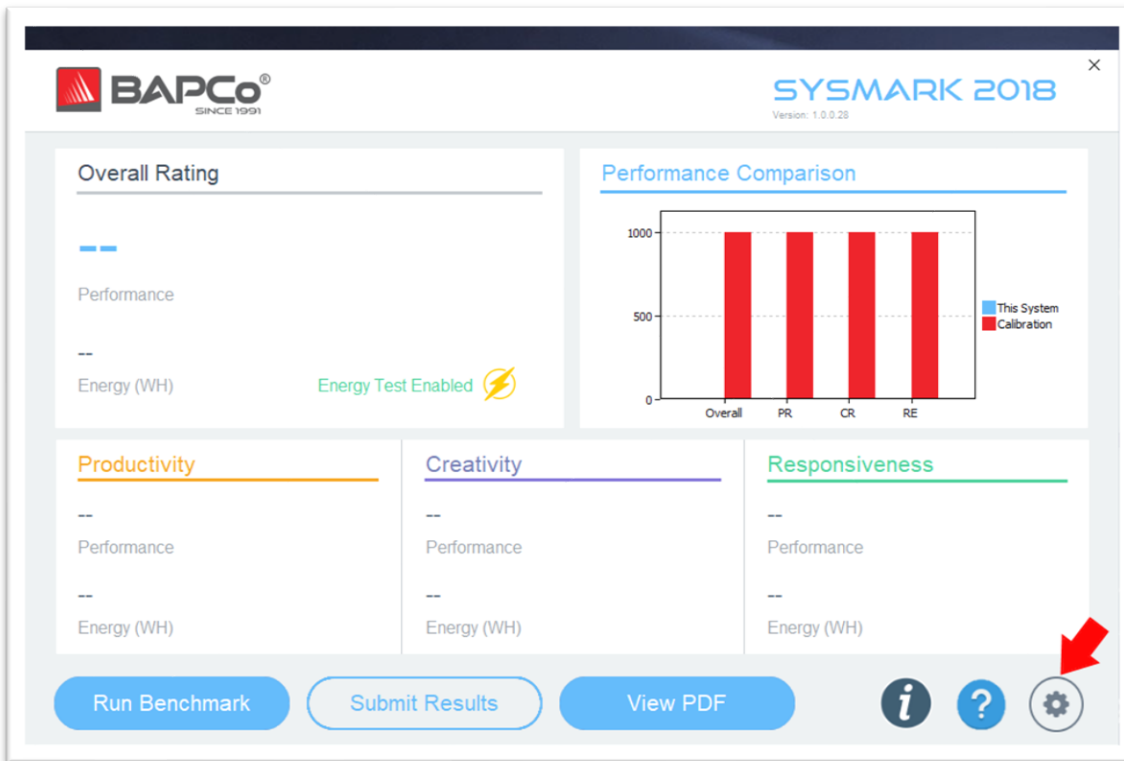 BAPCo®
SINCE 1991
SYSMARK 2018
Version: 1.0.0.28
Overall Rating
--
Performance
--
Energy (WH)
Energy Test Enabled
Performance Comparison
1000
500
0
Overall PR CR RE
This System
Calibration
Productivity
--
Performance
--
Energy (WH)
Creativity
--
Performance
--
Energy (WH)
Responsiveness
--
Performance
--
Energy (WH)
Run Benchmark
Submit Results
View PDF
i
?